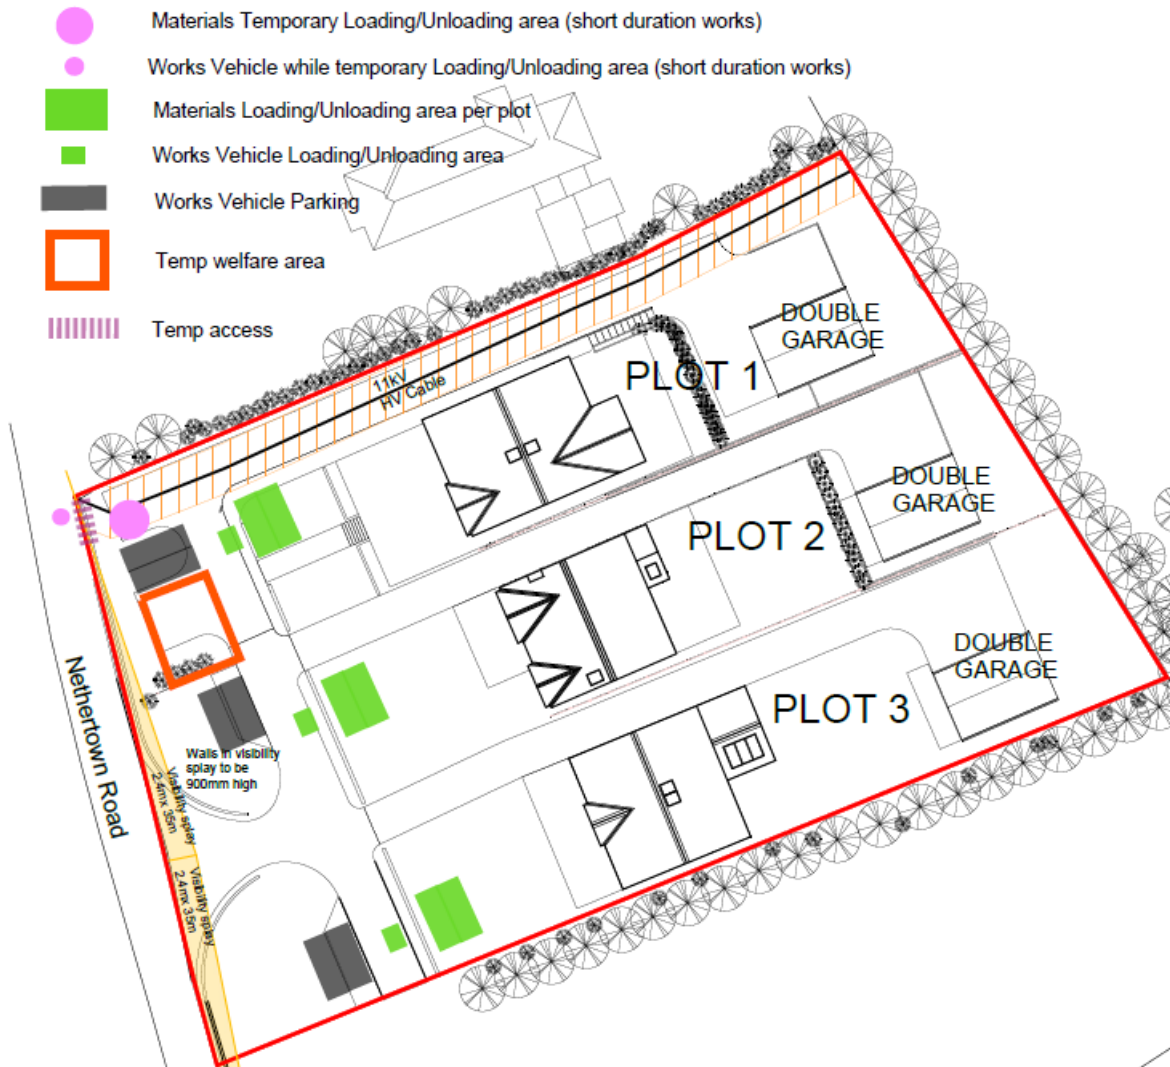 Materials Temporary Loading/Unloading area (short duration works)
Works Vehicle while temporary Loading/Unloading area (short duration works)
Materials Loading/Unloading area per plot
Works Vehicle Loading/Unloading area
Works Vehicle Parking
Temp welfare area
Temp access
11kV
HV Cable
PLOT 1
DOUBLE
GARAGE
PLOT 2
DOUBLE
GARAGE
PLOT 3
DOUBLE
GARAGE
Nethertown Road
Walls in visibility
splay to be
900mm high
Visibility splay
2.4mx 35m
Visibility splay
2.4mx 35m